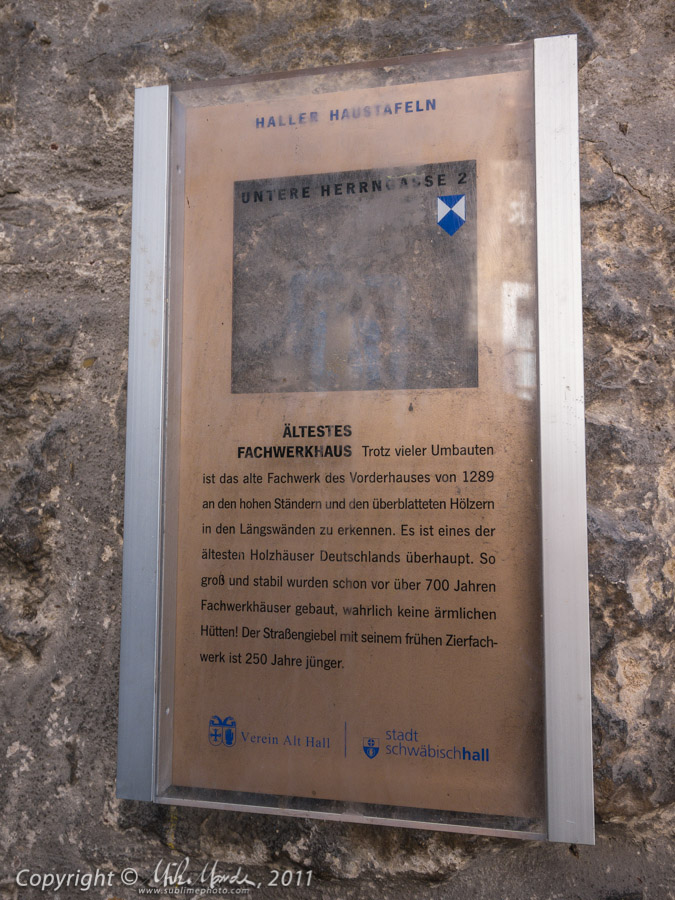 HALLER HAUSTAFELN
UNTERE HERRNGASSE 2
ÄLTESTES
FACHWERKHAUS Trotz vieler Umbauten
ist das alte Fachwerk des Vorderhauses von 1289
an den hohen Ständern und den überblatteten Hölzern
in den Längswänden zu erkennen. Es ist eines der
ältesten Holzhäuser Deutschlands überhaupt. So
groß und stabil wurden schon vor über 700 Jahren
Fachwerkhäuser gebaut, wahrlich keine ärmlichen
Hütten! Der Straßengiebel mit seinem frühen Zierfach-
werk ist 250 Jahre jünger.
Verein Alt Hall
stadt
schwäbischhall
Copyright © , 2011
www.sublimephoto.com